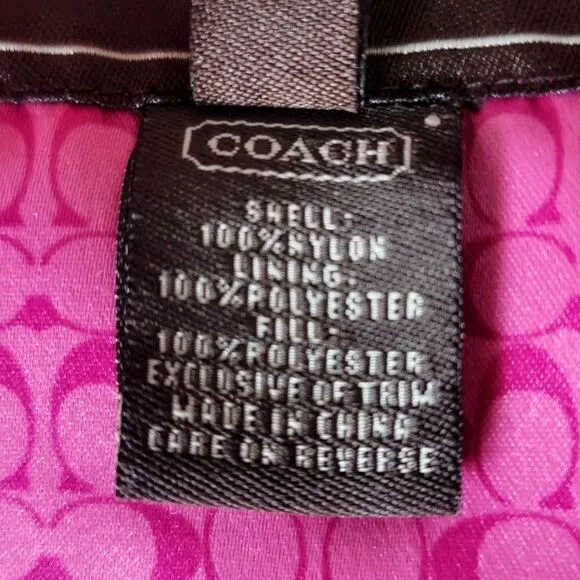 COACH
SHELL:
100% NYLON
LINING:
100% POLYESTER
FILL:
100% POLYESTER
EXCLUSIVE OF TRIM
MADE IN CHINA
CARE ON REVERSE